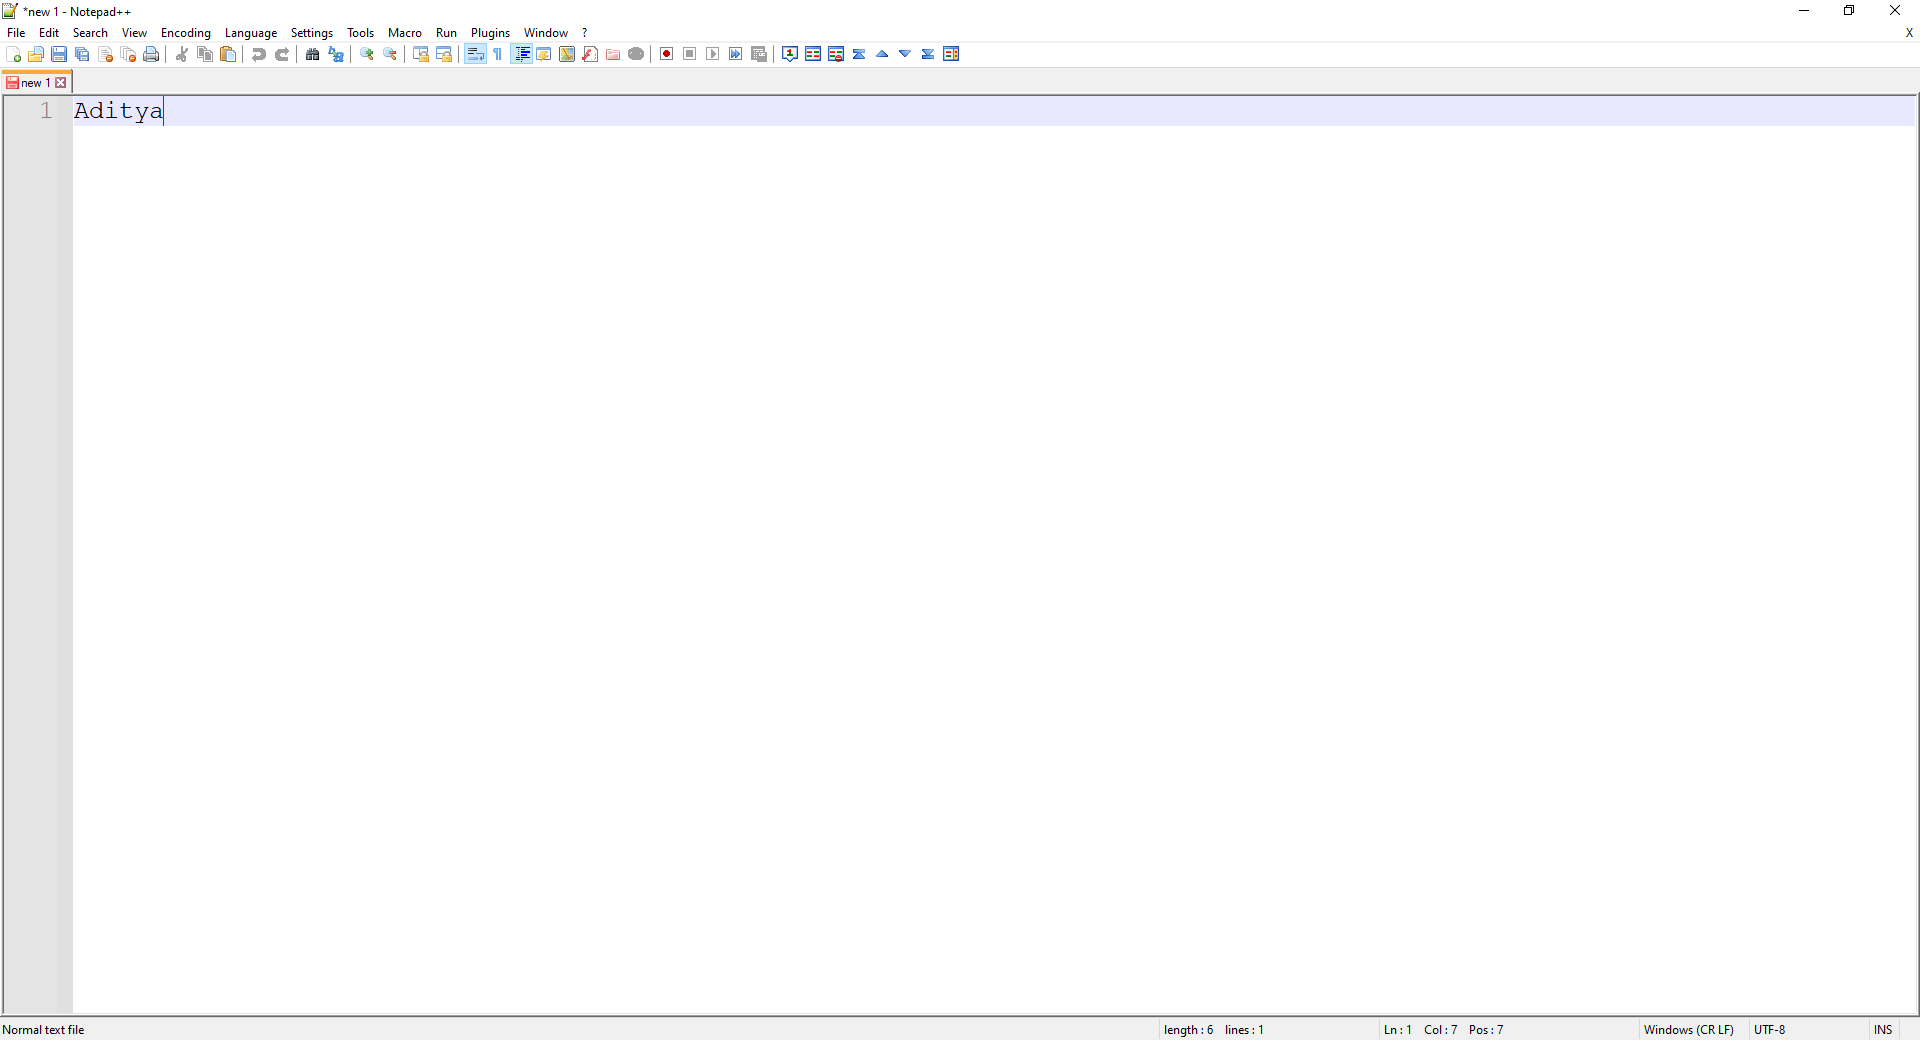 *new 1 - Notepad++
File Edit Search View Encoding Language Settings Tools Macro Run Plugins Window ? X
new 1
1 Aditya
Normal text file length : 6 lines : 1 Ln : 1 Col : 7 Pos : 7 Windows (CR LF) UTF-8 INS